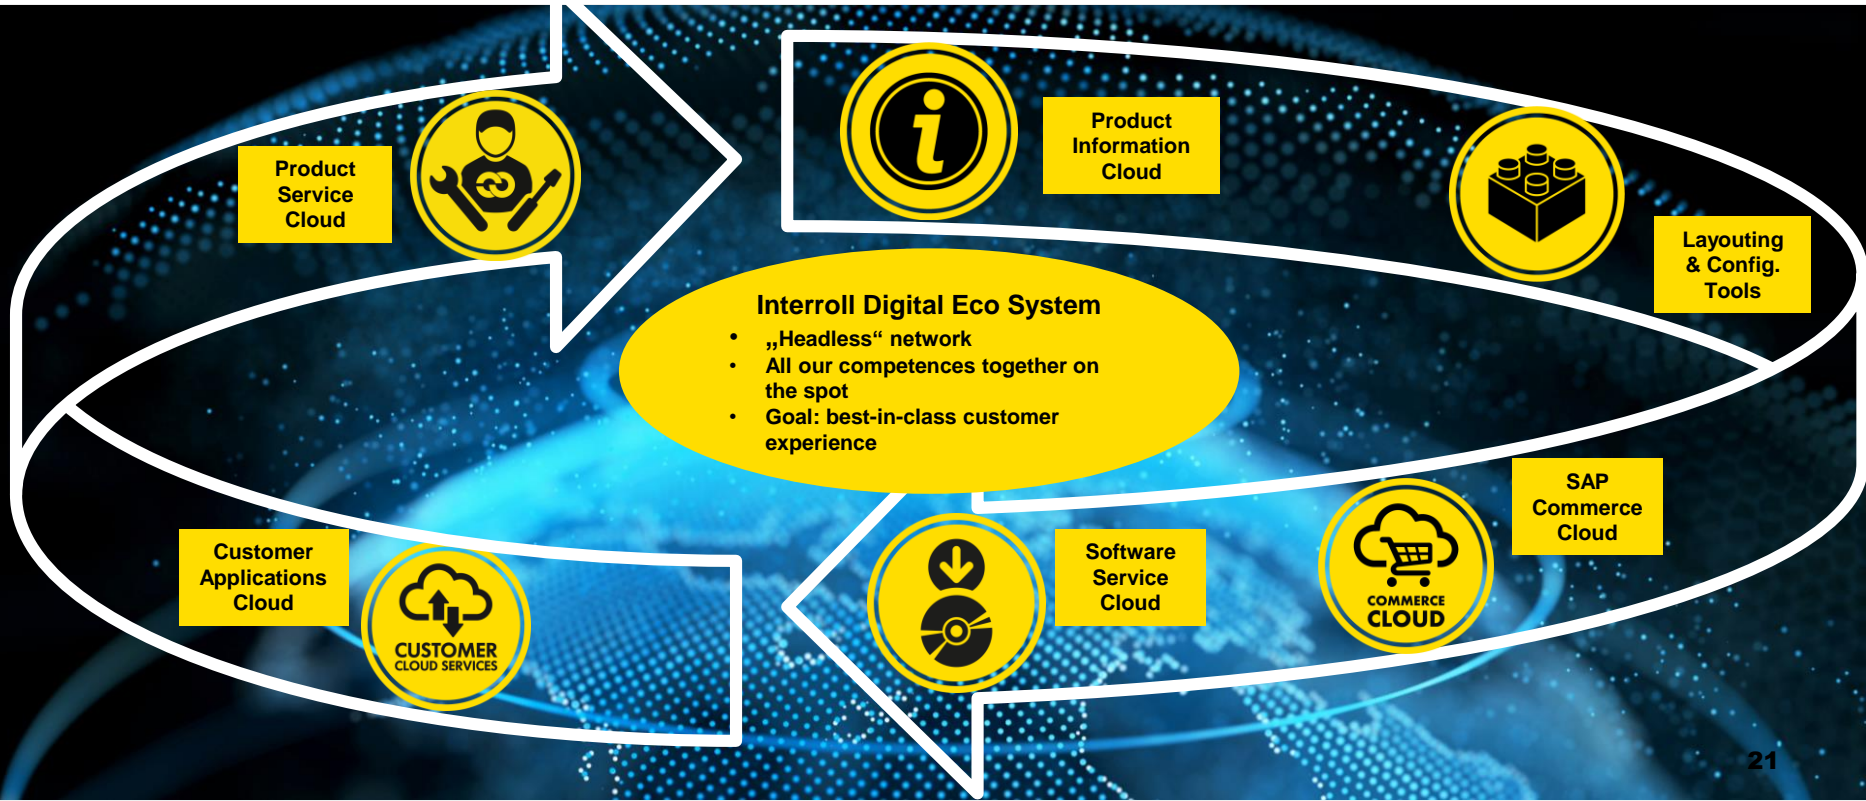 Product
Service
Cloud
Product
Information
Cloud
Layouting
& Config.
Tools
Interroll Digital Eco System
• „Headless“ network
• All our competences together on
the spot
• Goal: best-in-class customer
experience
SAP
Commerce
Cloud
COMMERCE
CLOUD
Software
Service
Cloud
Customer
Applications
Cloud
CUSTOMER
CLOUD SERVICES
21